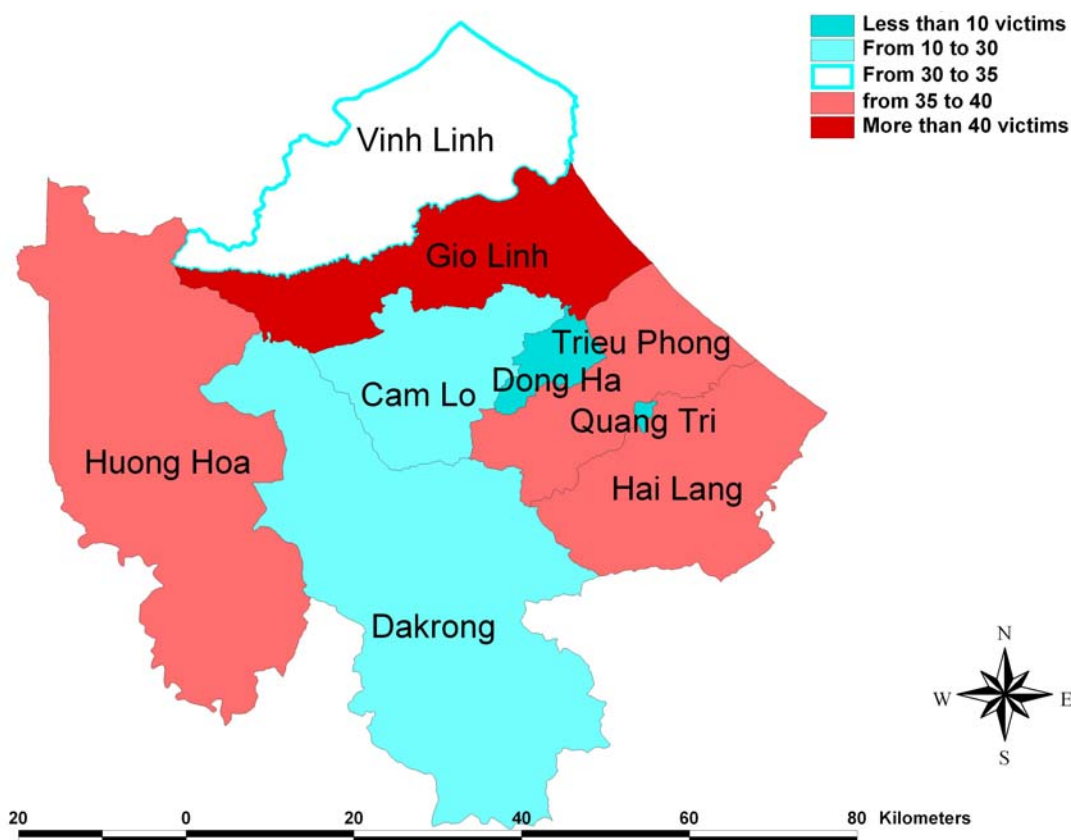 Less than 10 victims
From 10 to 30
From 30 to 35
from 35 to 40
More than 40 victims
Vinh Linh
Gio Linh
Trieu Phong
Dong Ha
Cam Lo
Quang Tri
Huong Hoa
Hai Lang
Dakrong
N
W E
S
20 0 20 40 60 80 Kilometers